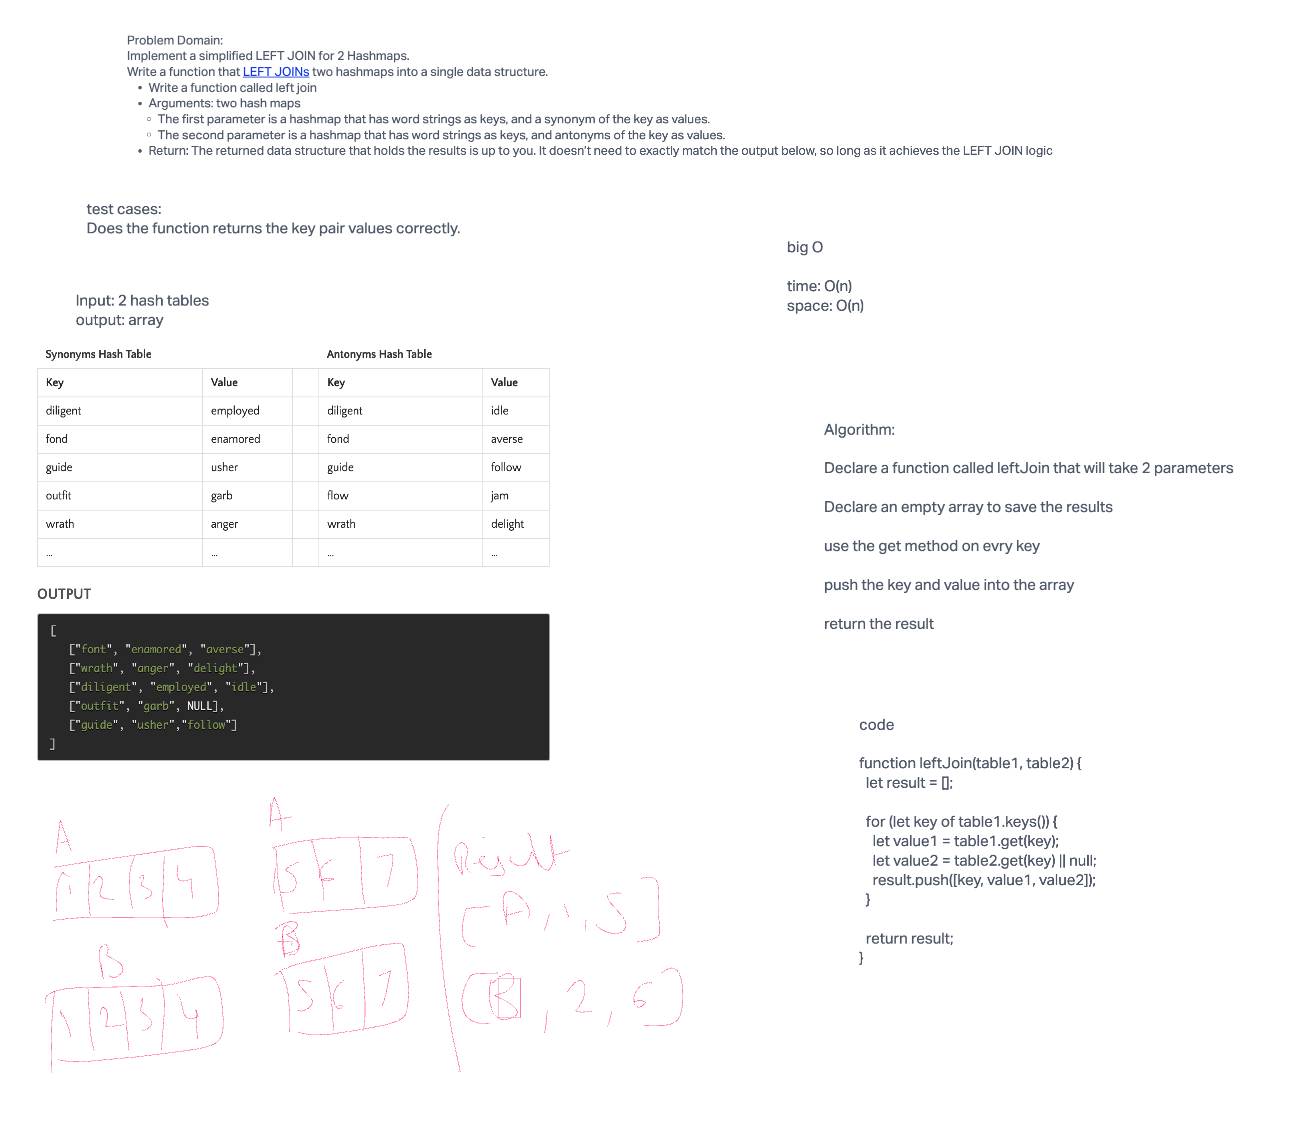 Problem Domain:
Implement a simplified LEFT JOIN for 2 Hashmaps.
Write a function that LEFT JOINs two hashmaps into a single data structure.
• Write a function called left join
• Arguments: two hash maps
◦ The first parameter is a hashmap that has word strings as keys, and a synonym of the key as values.
◦ The second parameter is a hashmap that has word strings as keys, and antonyms of the key as values.
• Return: The returned data structure that holds the results is up to you. It doesn't need to exactly match the output below, so long as it achieves the LEFT JOIN logic
test cases:
Does the function returns the key pair values correctly.
Input: 2 hash tables
output: array
Synonyms Hash Table Antonyms Hash Table
Key Value Key Value
diligent employed diligent idle
fond enamored fond averse
guide usher guide follow
outfit garb flow jam
wrath anger wrath delight
... ... ... ...
OUTPUT
[
["font", "enamored", "averse"],
["wrath", "anger", "delight"],
["diligent", "employed", "idle"],
["outfit", "garb", NULL],
["guide", "usher","follow"]
]
A
1 2 3 4
B
1 2 3 4
A
5 6 7
B
5 6 7
Result
[A, 1, 5]
[B, 2, 6]
big O
time: O(n)
space: O(n)
Algorithm:
Declare a function called leftJoin that will take 2 parameters
Declare an empty array to save the results
use the get method on evry key
push the key and value into the array
return the result
code
function leftJoin(table1, table2) {
let result = [];
for (let key of table1.keys()) {
let value1 = table1.get(key);
let value2 = table2.get(key) || null;
result.push([key, value1, value2]);
}
return result;
}